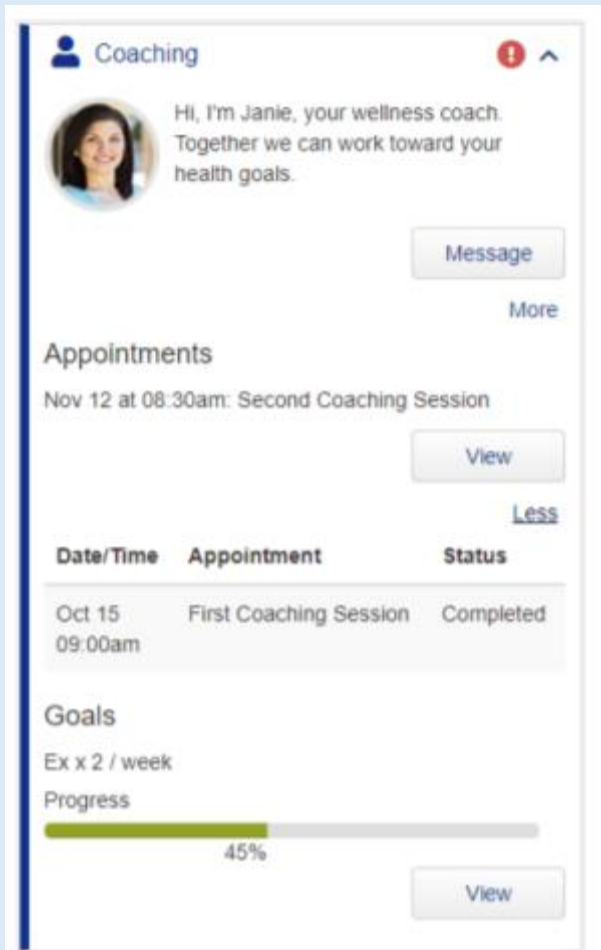 Coaching
Hi, I'm Janie, your wellness coach.
Together we can work toward your
health goals.
Message
More
Appointments
Nov 12 at 08:30am: Second Coaching Session
View
Less
Date/Time Appointment Status
Oct 15 First Coaching Session Completed
09:00am
Goals
Ex x 2 / week
Progress
45%
View